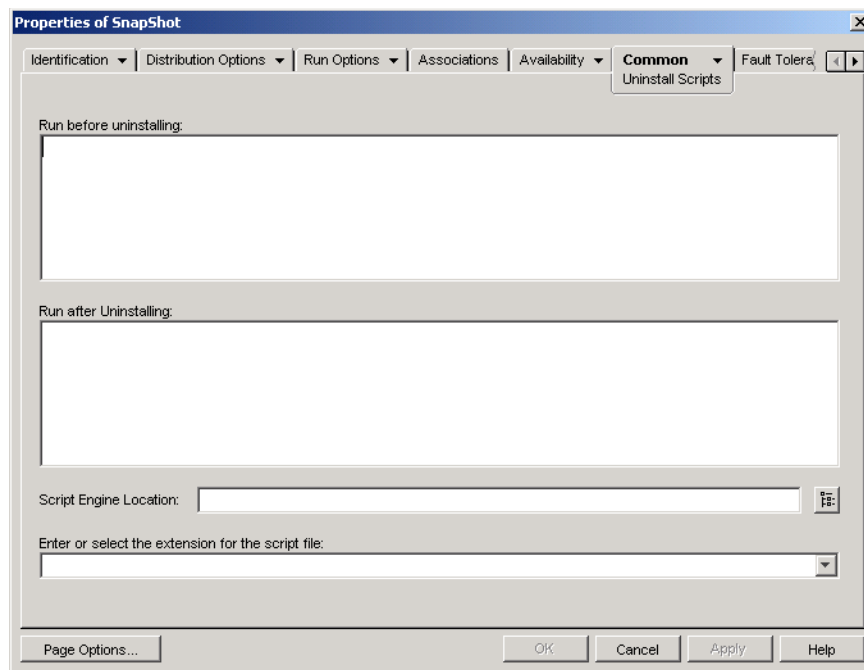 Properties of SnapShot
Identification Distribution Options Run Options Associations Availability Common Fault Tolera
Uninstall Scripts
Run before uninstalling:
Run after Uninstalling:
Script Engine Location:
Enter or select the extension for the script file:
Page Options... OK Cancel Apply Help